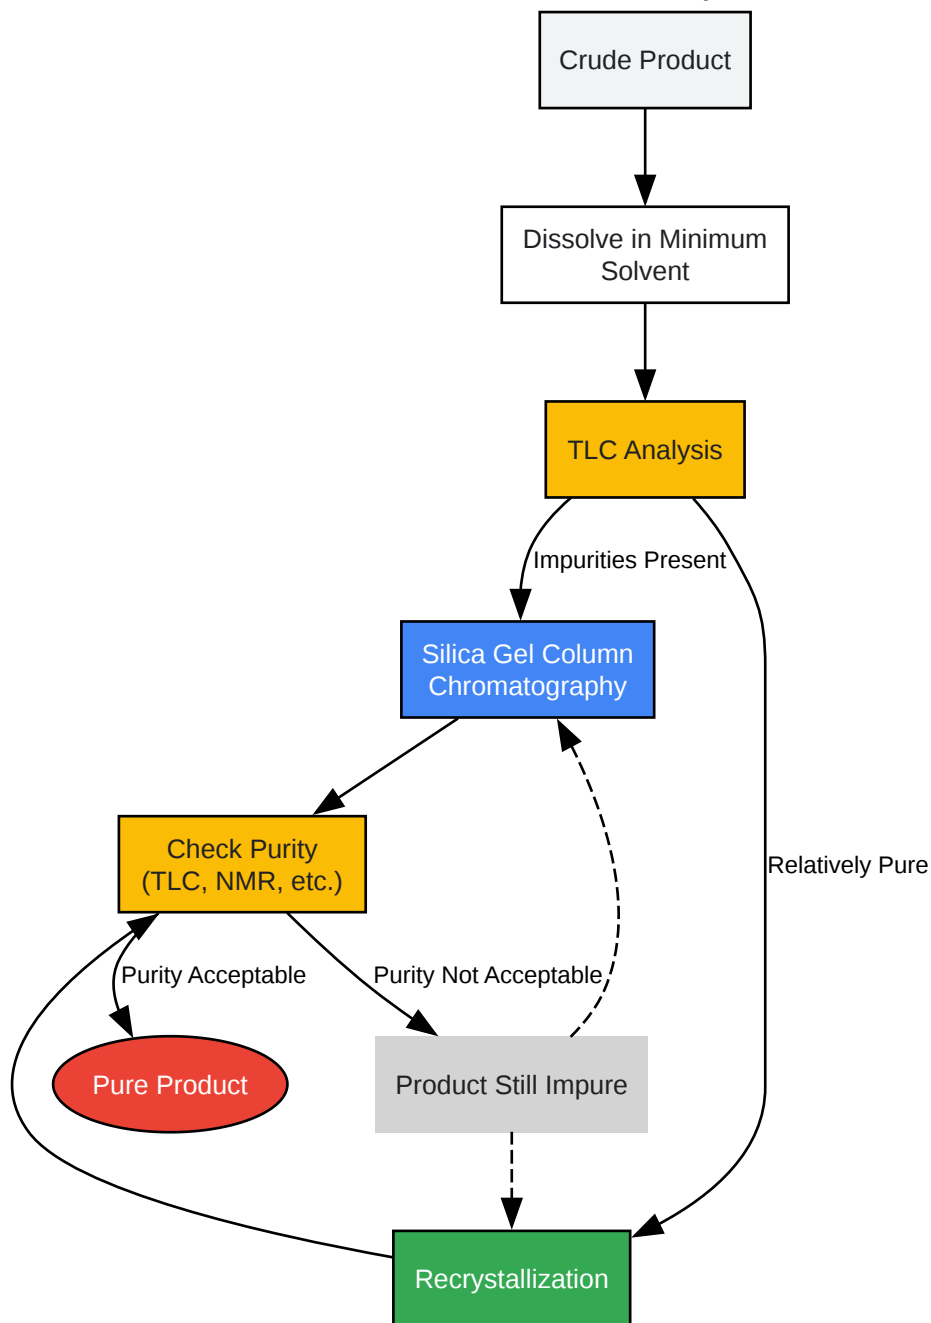 Crude Product
Dissolve in Minimum
Solvent
TLC Analysis
Impurities Present
Silica Gel Column
Chromatography
Check Purity
(TLC, NMR, etc.)
Relatively Pure
Purity Acceptable
Purity Not Acceptable
Pure Product
Product Still Impure
Recrystallization